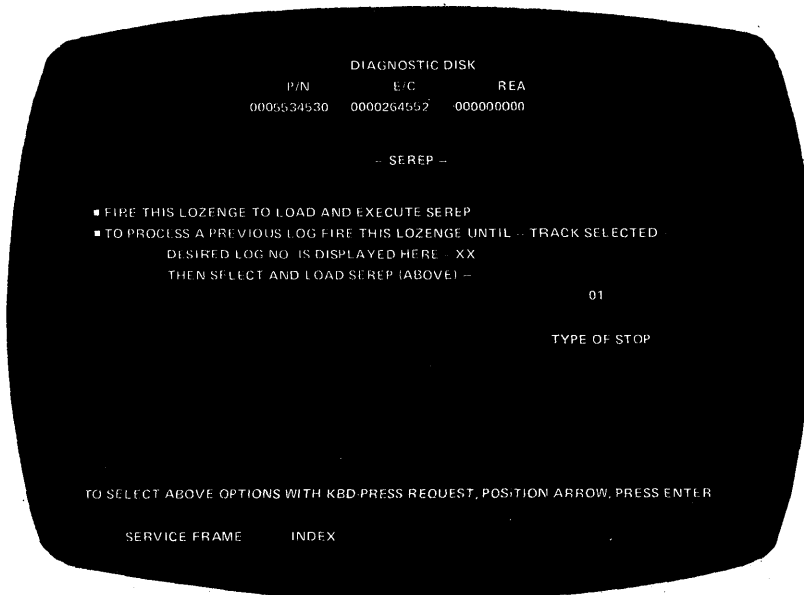 DIAGNOSTIC DISK
P/N E/C REA
0005534530 0000264552 000000000
– SEREP –
■ FIRE THIS LOZENGE TO LOAD AND EXECUTE SEREP
■ TO PROCESS A PREVIOUS LOG FIRE THIS LOZENGE UNTIL – TRACK SELECTED
DESIRED LOG NO. IS DISPLAYED HERE – XX
THEN SELECT AND LOAD SEREP (ABOVE) –
01
TYPE OF STOP
TO SELECT ABOVE OPTIONS WITH KBD-PRESS REQUEST, POSITION ARROW, PRESS ENTER
SERVICE FRAME INDEX